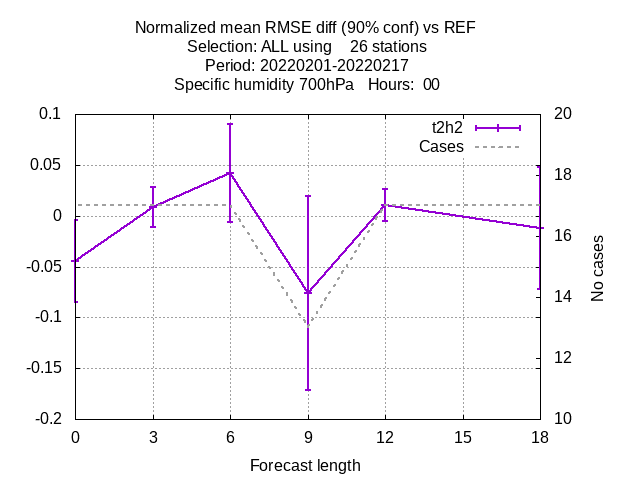 Normalized mean RMSE diff (90% conf) vs REF
Selection: ALL using    26 stations
Period: 20220201-20220217
Specific humidity 700hPa   Hours:  00
0.1
0.05
0
-0.05
-0.1
-0.15
-0.2
20
18
16
14
12
10
t2h2
Cases
No cases
0 3 6 9 12 15 18
Forecast length